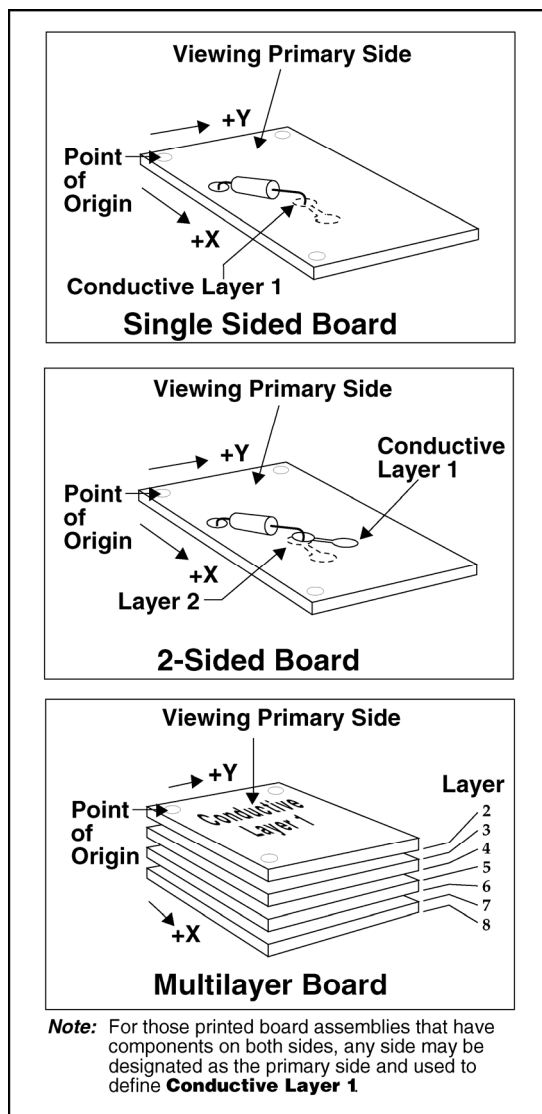 Viewing Primary Side
+Y
Point
of
Origin
+X
Conductive Layer 1
Single Sided Board
Viewing Primary Side
+Y
Conductive
Layer 1
Point
of
Origin
+X
Layer 2
2-Sided Board
Viewing Primary Side
+Y
Layer
Point
of
Origin
Conductive
Layer 1
2
3
4
5
6
7
8
+X
Multilayer Board
Note: For those printed board assemblies that have
components on both sides, any side may be
designated as the primary side and used to
define Conductive Layer 1.